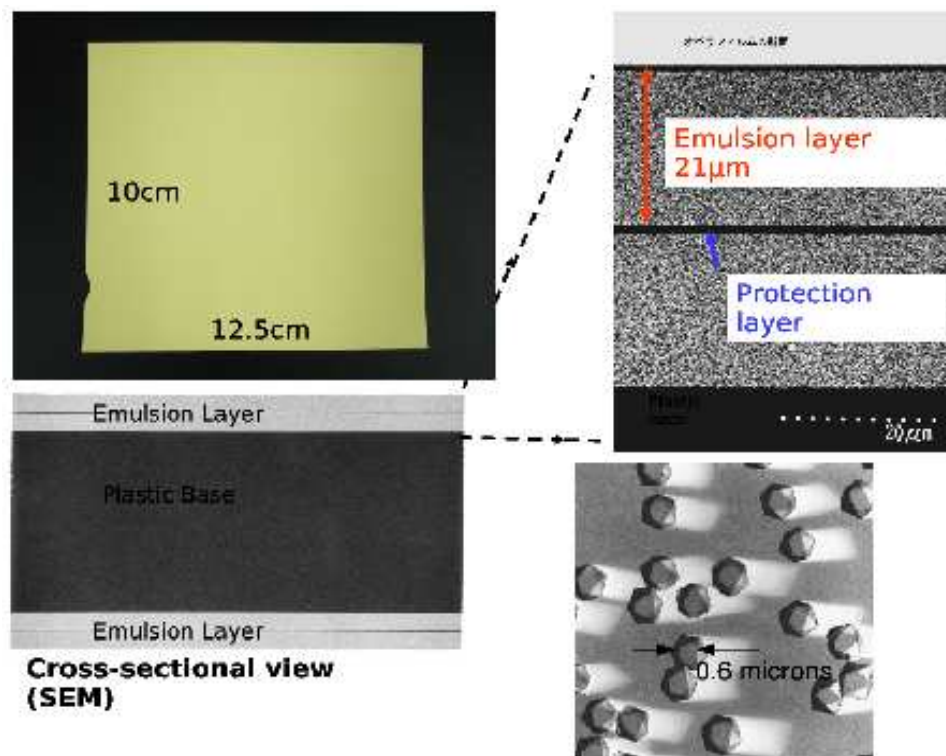 10cm
12.5cm
Emulsion layer
21μm
Protection
layer
Emulsion Layer
Plastic Base
Emulsion Layer
Cross-sectional view
(SEM)
0.6 microns